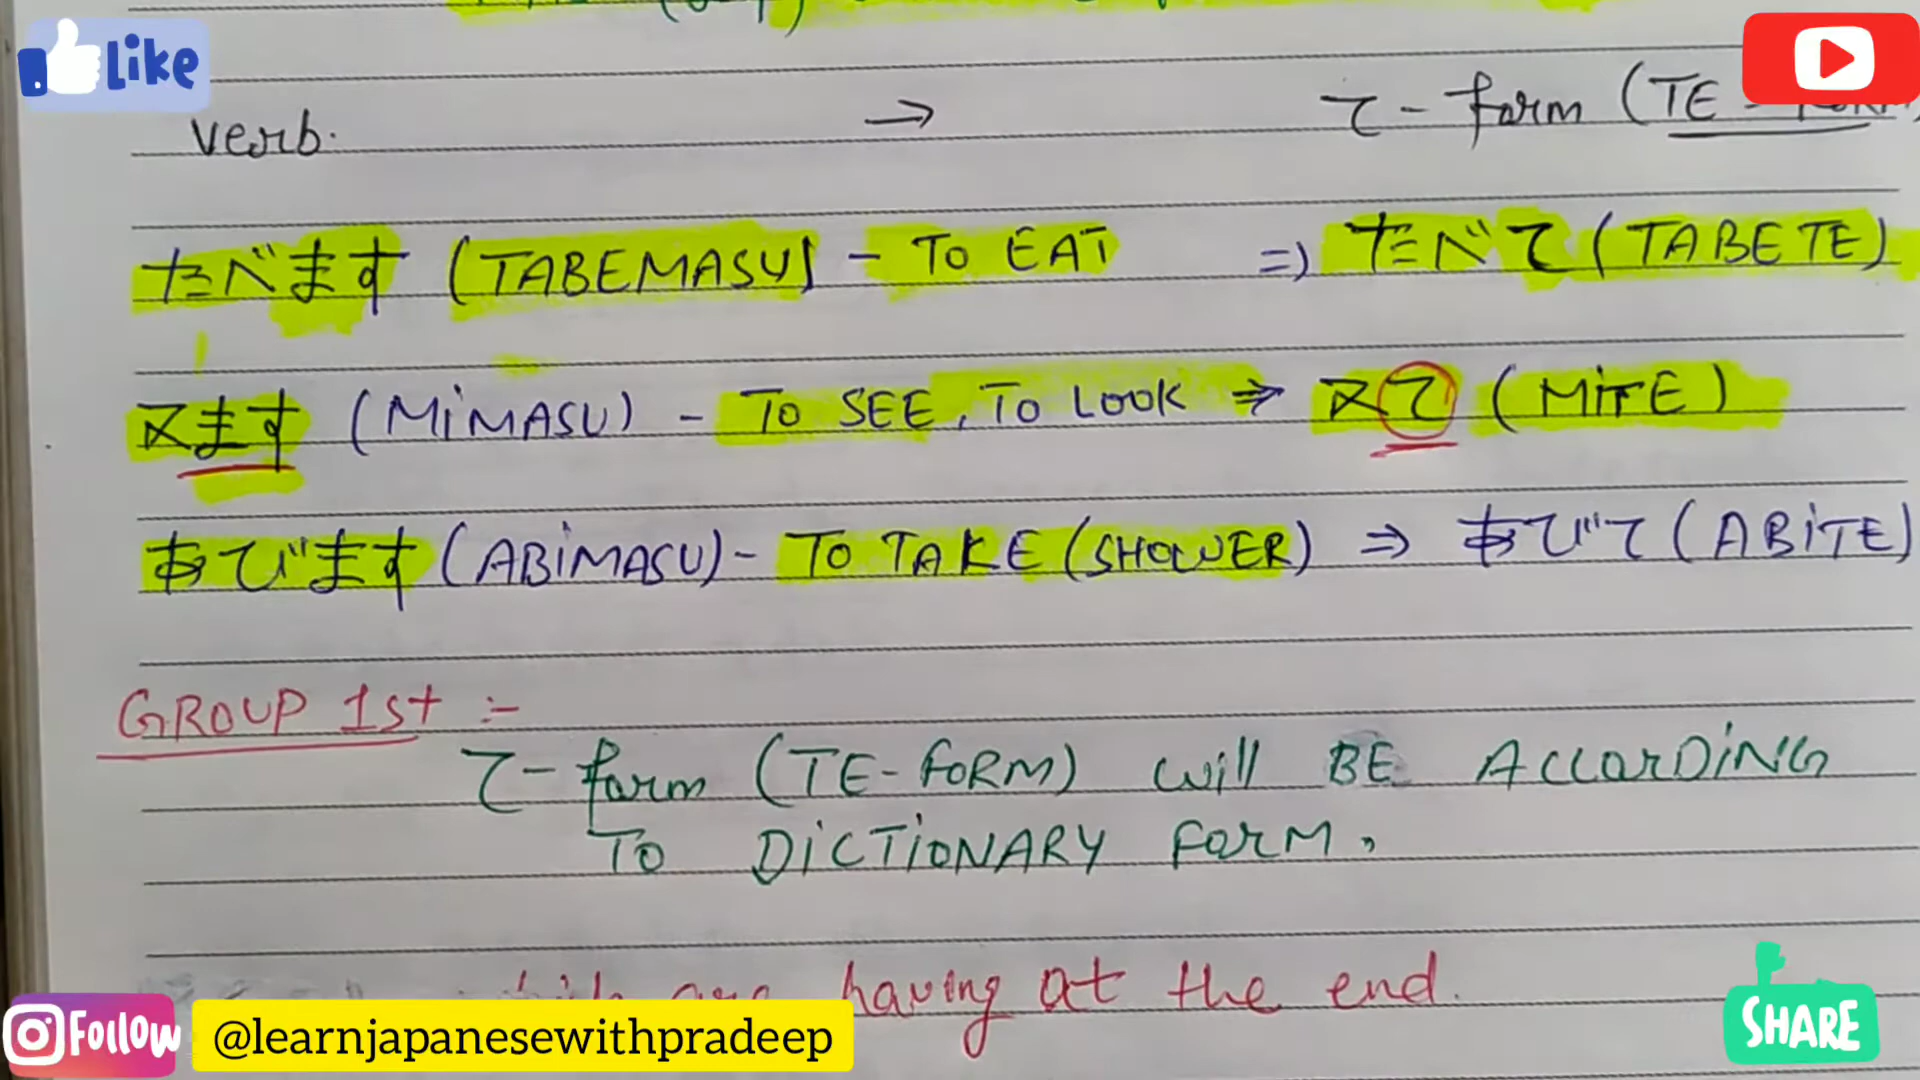 Like
verb. → て - form (TE - FORM)
たべます (TABEMASU) - TO EAT => たべて (TABETE)
みます (MiMASU) - TO SEE, TO LOOK => みて (MiTE)
あびます (ABiMASU) - TO TAKE (SHOWER) => あびて (ABiTE)
GROUP 1st :-
て - form (TE-FORM) will BE ACCORDiNG
TO DiCTiONARY FORM.
are having at the end.
Follow @learnjapanesewithpradeep
SHARE